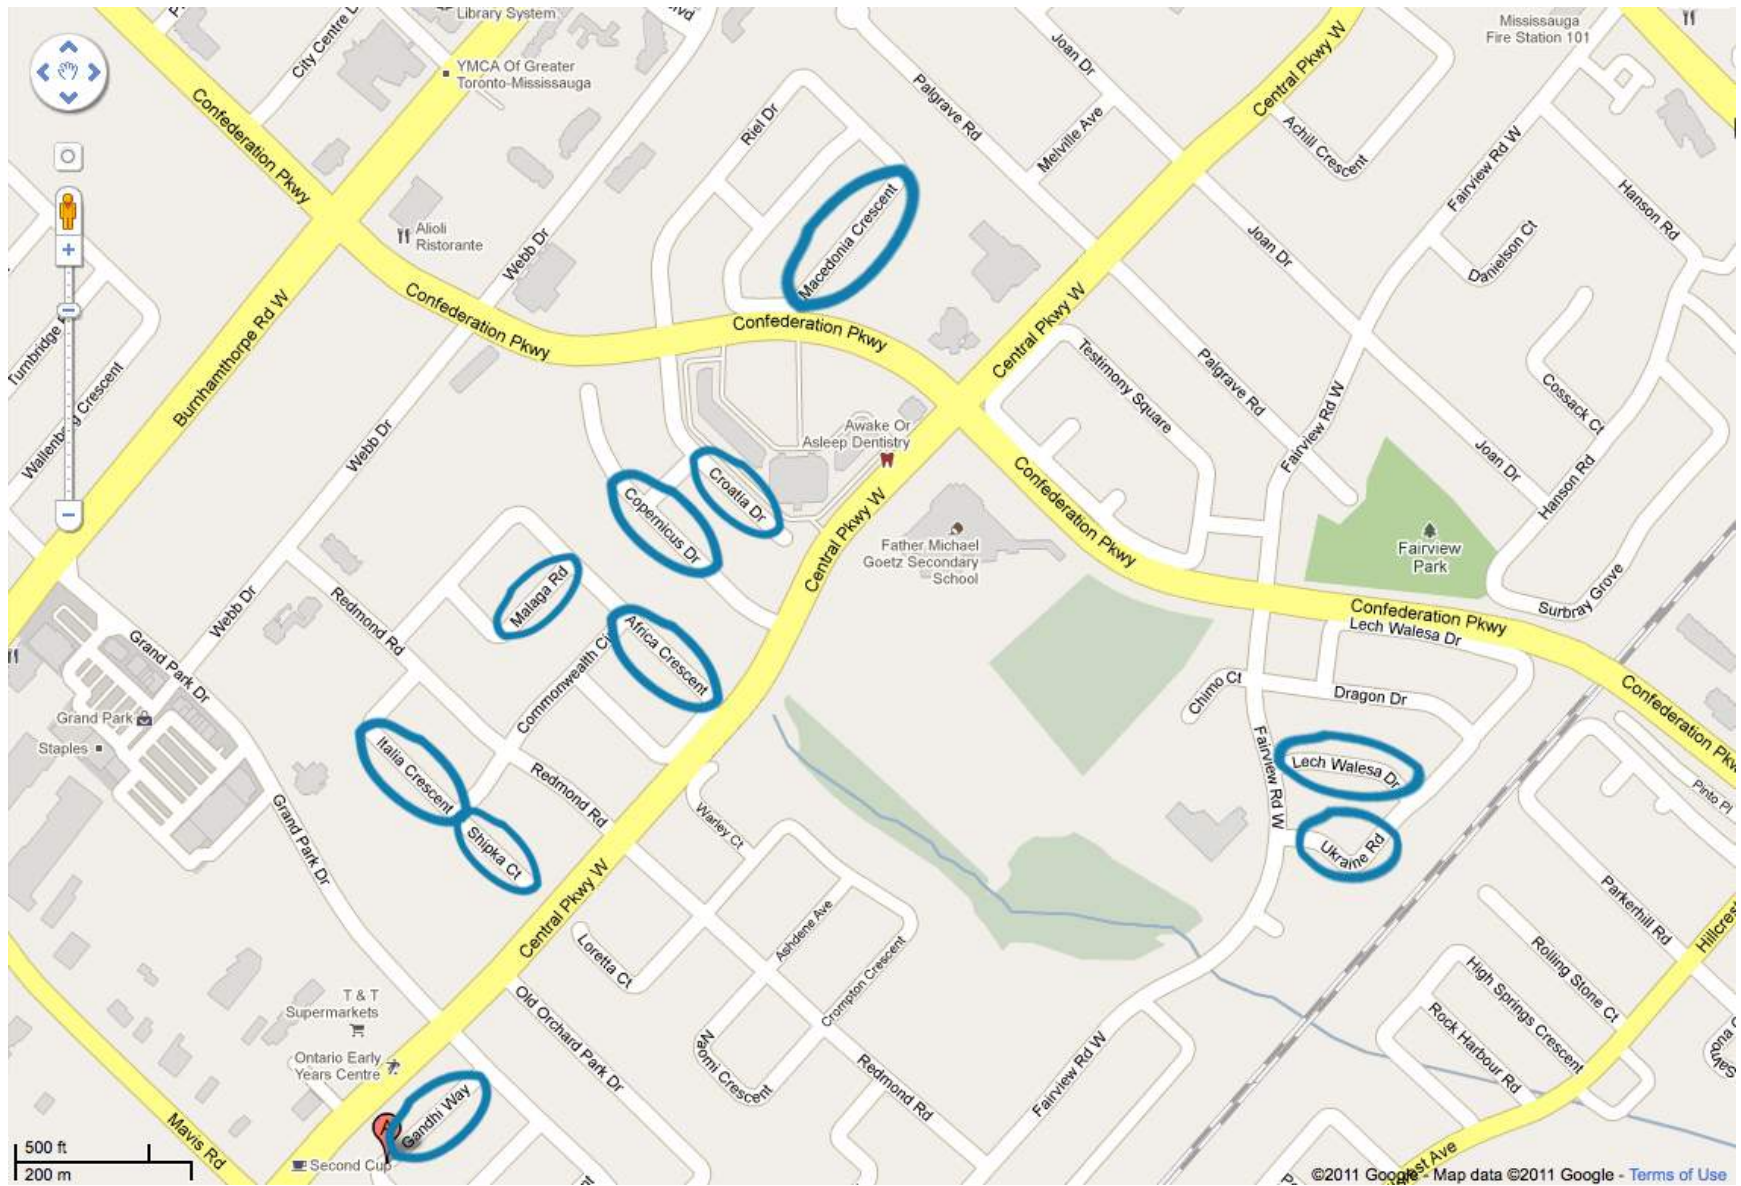 Library System
Blvd
City Centre
YMCA Of Greater
Toronto-Mississauga
Confederation Pkwy
Joan Dr
Central Pkwy W
Mississauga
Fire Station 101
Palgrave Rd
Melville Ave
Achill Crescent
Riel Dr
Fairview Rd W
Hanson Rd
Alioli
Ristorante
Webb Dr
Macedonia Crescent
Joan Dr
Danielson Ct
Burnhamthorpe Rd W
Confederation Pkwy
Confederation Pkwy
Central Pkwy W
Turnbridge
Wallenberg Crescent
Testimony Square
Palgrave Rd
Fairview Rd W
Cossack Ct
Webb Dr
Awake Or
Asleep Dentistry
Joan Dr
Hanson Rd
Croatia Dr
Copernicus Dr
Confederation Pkwy
Central Pkwy W
Father Michael
Goetz Secondary
School
Fairview
Park
Surbray Grove
Malaga Rd
Redmond Rd
Webb Dr
Africa Crescent
Commonwealth Cir
Confederation Pkwy
Lech Walesa Dr
Grand Park Dr
Chimo Ct
Dragon Dr
Confederation Pkwy
Grand Park
Staples
Italia Crescent
Redmond Rd
Fairview Rd W
Lech Walesa Dr
Pinto Pl
Grand Park Dr
Shipka Ct
Warley Ct
Ukraine Rd
Central Pkwy W
Parkerhill Rd
Hillcrest
Loretta Ct
Ashdene Ave
Crompton Crescent
Rolling Stone Ct
High Springs Crescent
Rock Harbour Rd
T & T
Supermarkets
Old Orchard Park Dr
Ontario Early
Years Centre
Naomi Crescent
Redmond Rd
Fairview Rd W
Gandhi Way
A
Mavis Rd
Second Cup
500 ft
200 m
©2011 Google - Map data ©2011 Google - Terms of Use